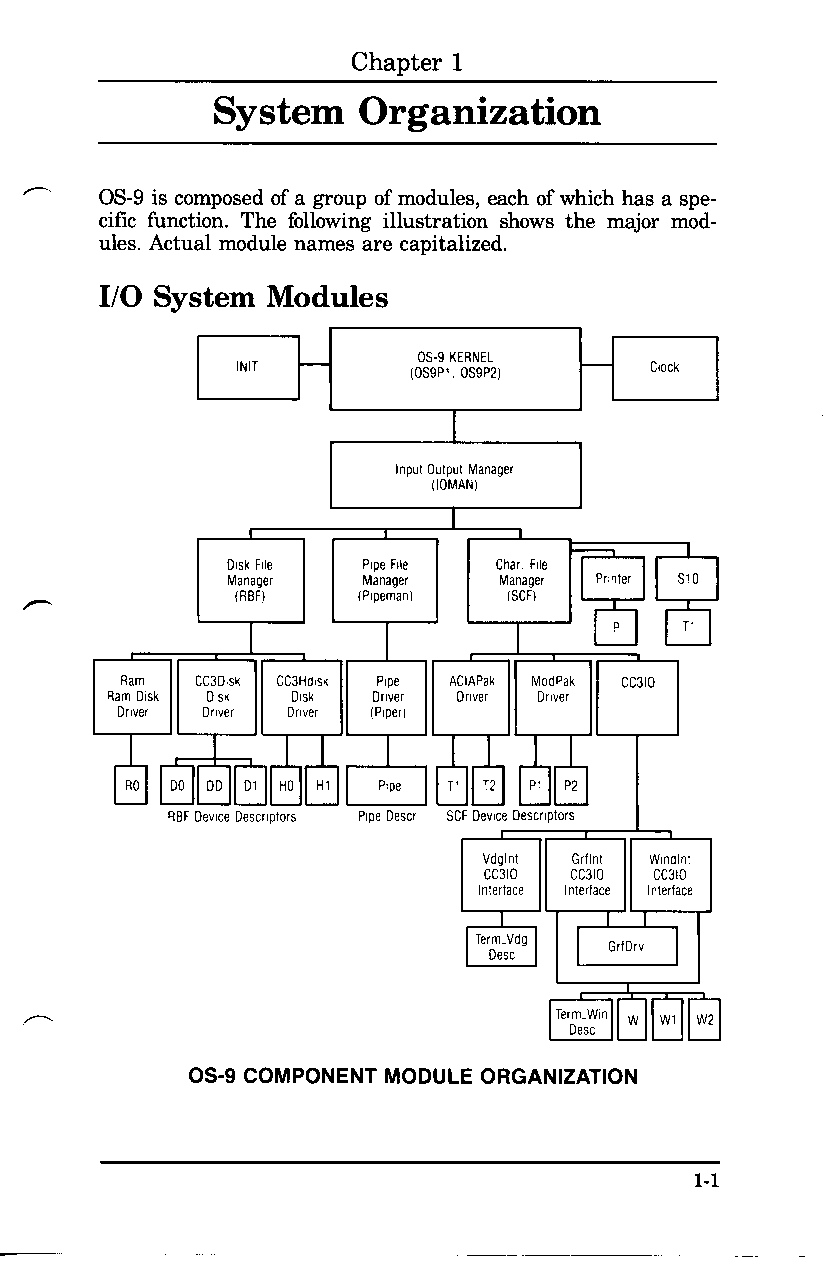 Chapter 1
System Organization
OS-9 is composed of a group of modules, each of which has a spe-
cific function. The following illustration shows the major mod-
ules. Actual module names are capitalized.
I/O System Modules
INIT
OS-9 KERNEL
(OS9P1, OS9P2)
Clock
Input Output Manager
(IOMAN)
Disk File
Manager
(RBF)
Pipe File
Manager
(Pipeman)
Char. File
Manager
(SCF)
Printer
SIO
P
T1
Ram
Ram Disk
Driver
CC3Disk
Disk
Driver
CC3Hdisk
Disk
Driver
Pipe
Driver
(Piper)
ACIAPak
Driver
ModPak
Driver
CC3IO
R0
D0
DD
D1
H0
H1
Pipe
T1
T2
P1
P2
RBF Device Descriptors
Pipe Descr
SCF Device Descriptors
VdgInt
CC3IO
Interface
GrfInt
CC3IO
Interface
WindInt
CC3IO
Interface
Term_Vdg
Desc
GrfDrv
Term_Win
Desc
W
W1
W2
OS-9 COMPONENT MODULE ORGANIZATION
1-1